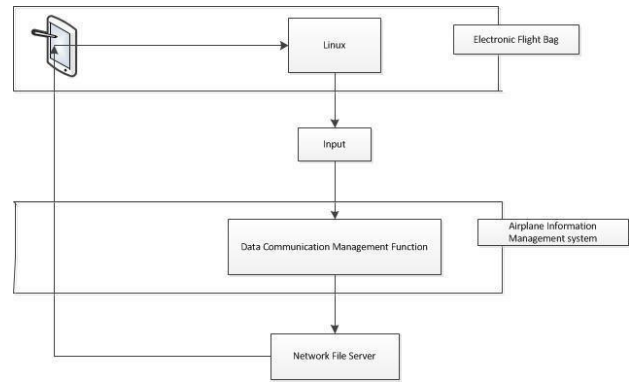 Linux
Electronic Flight Bag
Input
Data Communication Management Function
Airplane Information
Management system
Network File Server